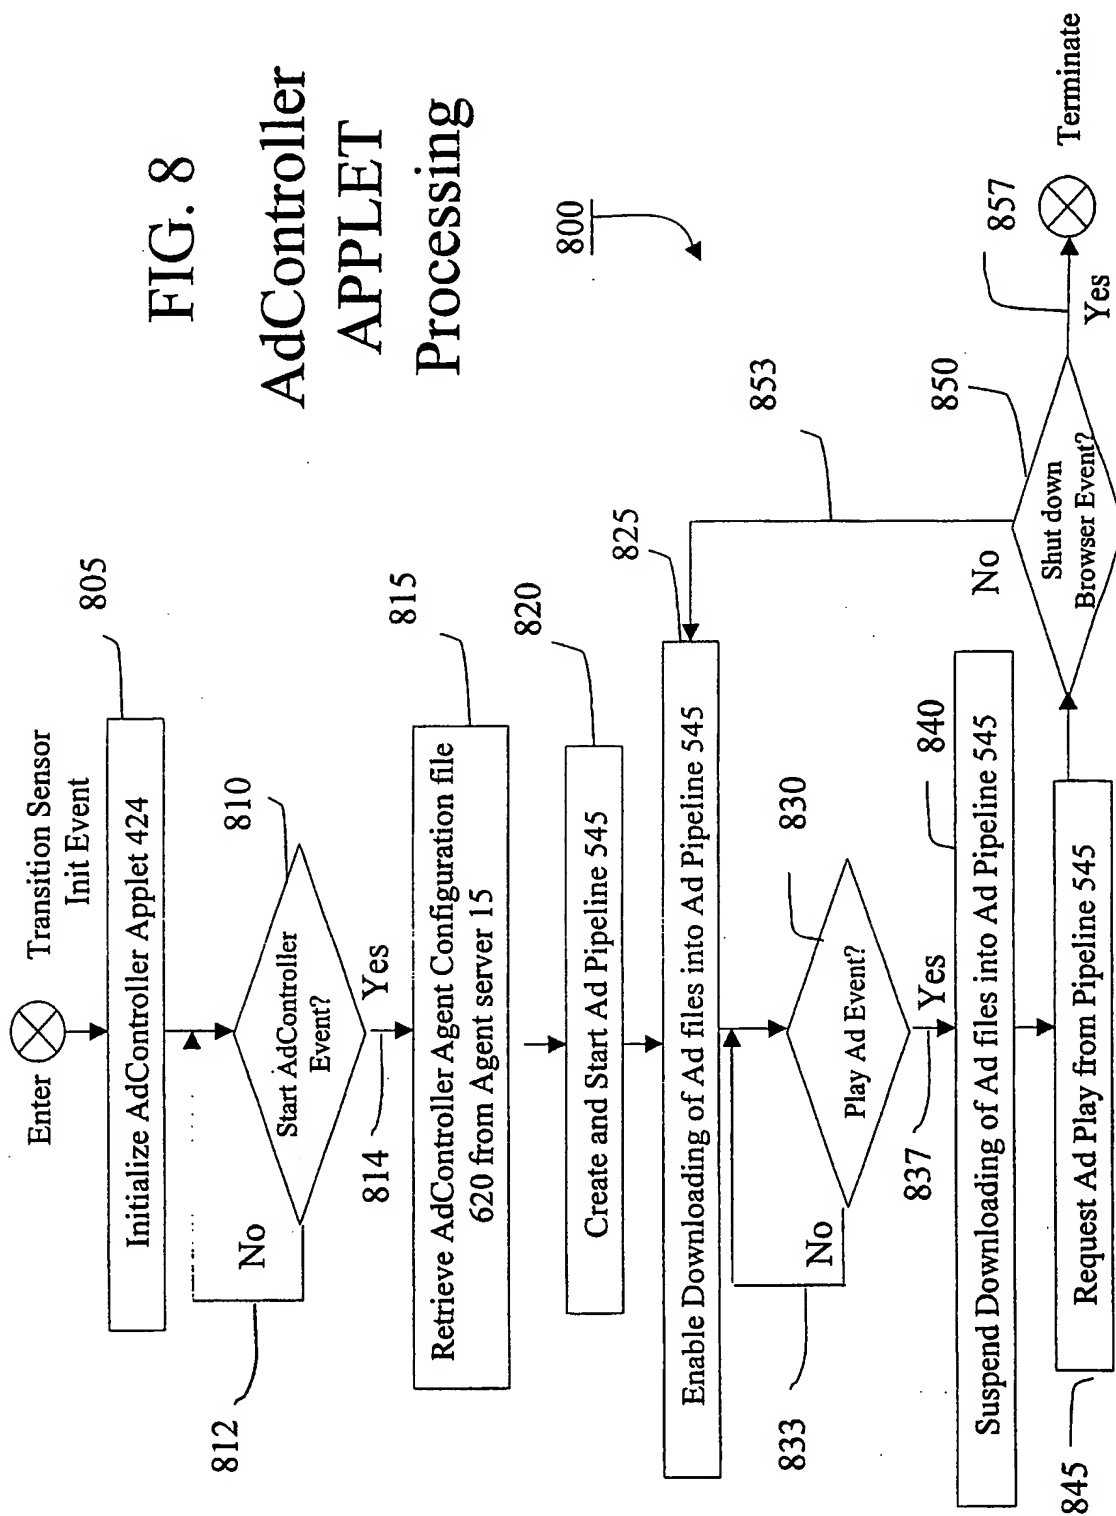 FIG. 8
AdController
APPLET
Processing
800
Enter
Transition Sensor
Init Event
Initialize AdController Applet 424
805
Start AdController
Event?
810
No
812
Yes
814
Retrieve AdController Agent Configuration file
620 from Agent server 15
815
Create and Start Ad Pipeline 545
820
Enable Downloading of Ad files into Ad Pipeline 545
825
Play Ad Event?
830
No
833
Yes
837
Suspend Downloading of Ad files into Ad Pipeline 545
840
Request Ad Play from Pipeline 545
845
Shut down
Browser Event?
850
No
853
Yes
857
Terminate